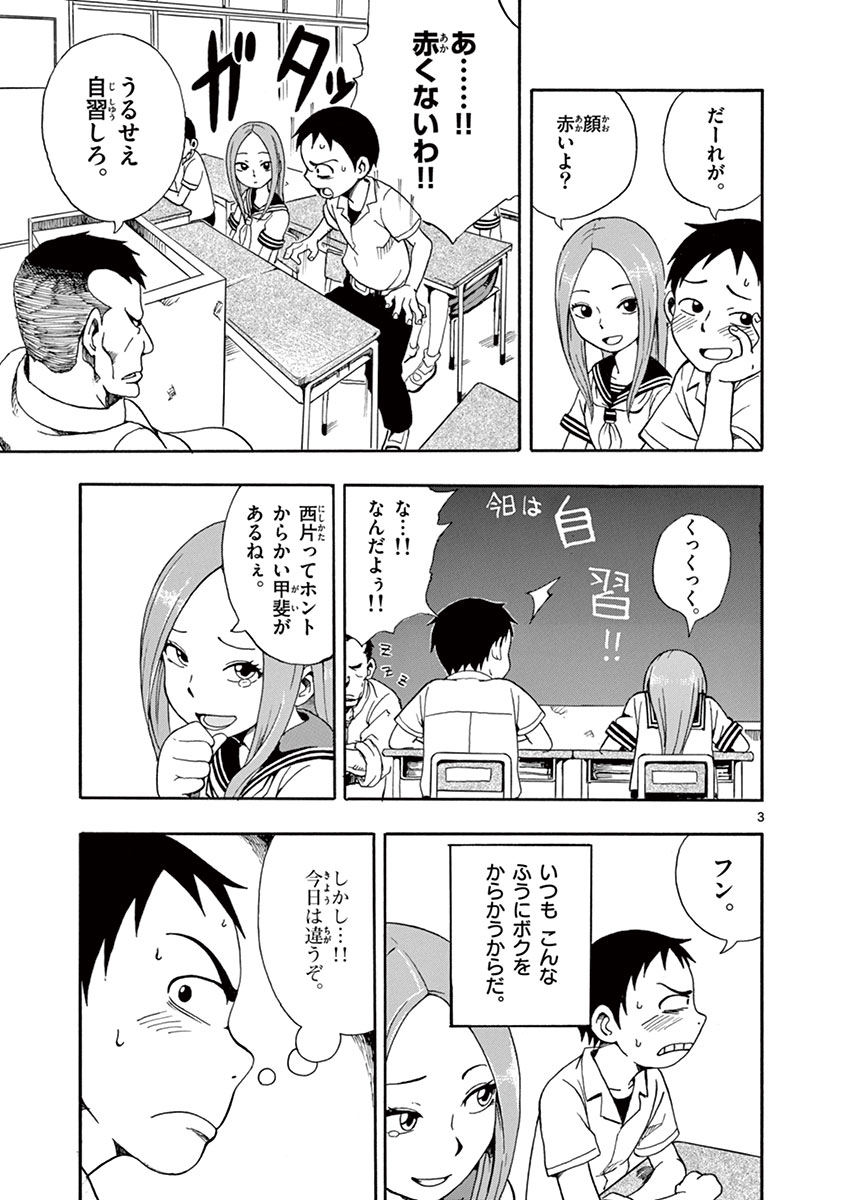 だーれが。
顔
赤いよ？
あ……!!
赤くないわ!!
ガタッ
うるせえ
自習しろ。
くっくっく。
今日は自習!!
な…!!
なんだよぅ!!
zzz
西片ってホント
からかい甲斐が
あるねぇ。
3
フン。
いつも こんな
ふうにボクを
からかうからだ。
しかし…!!
今日は違うぞ。